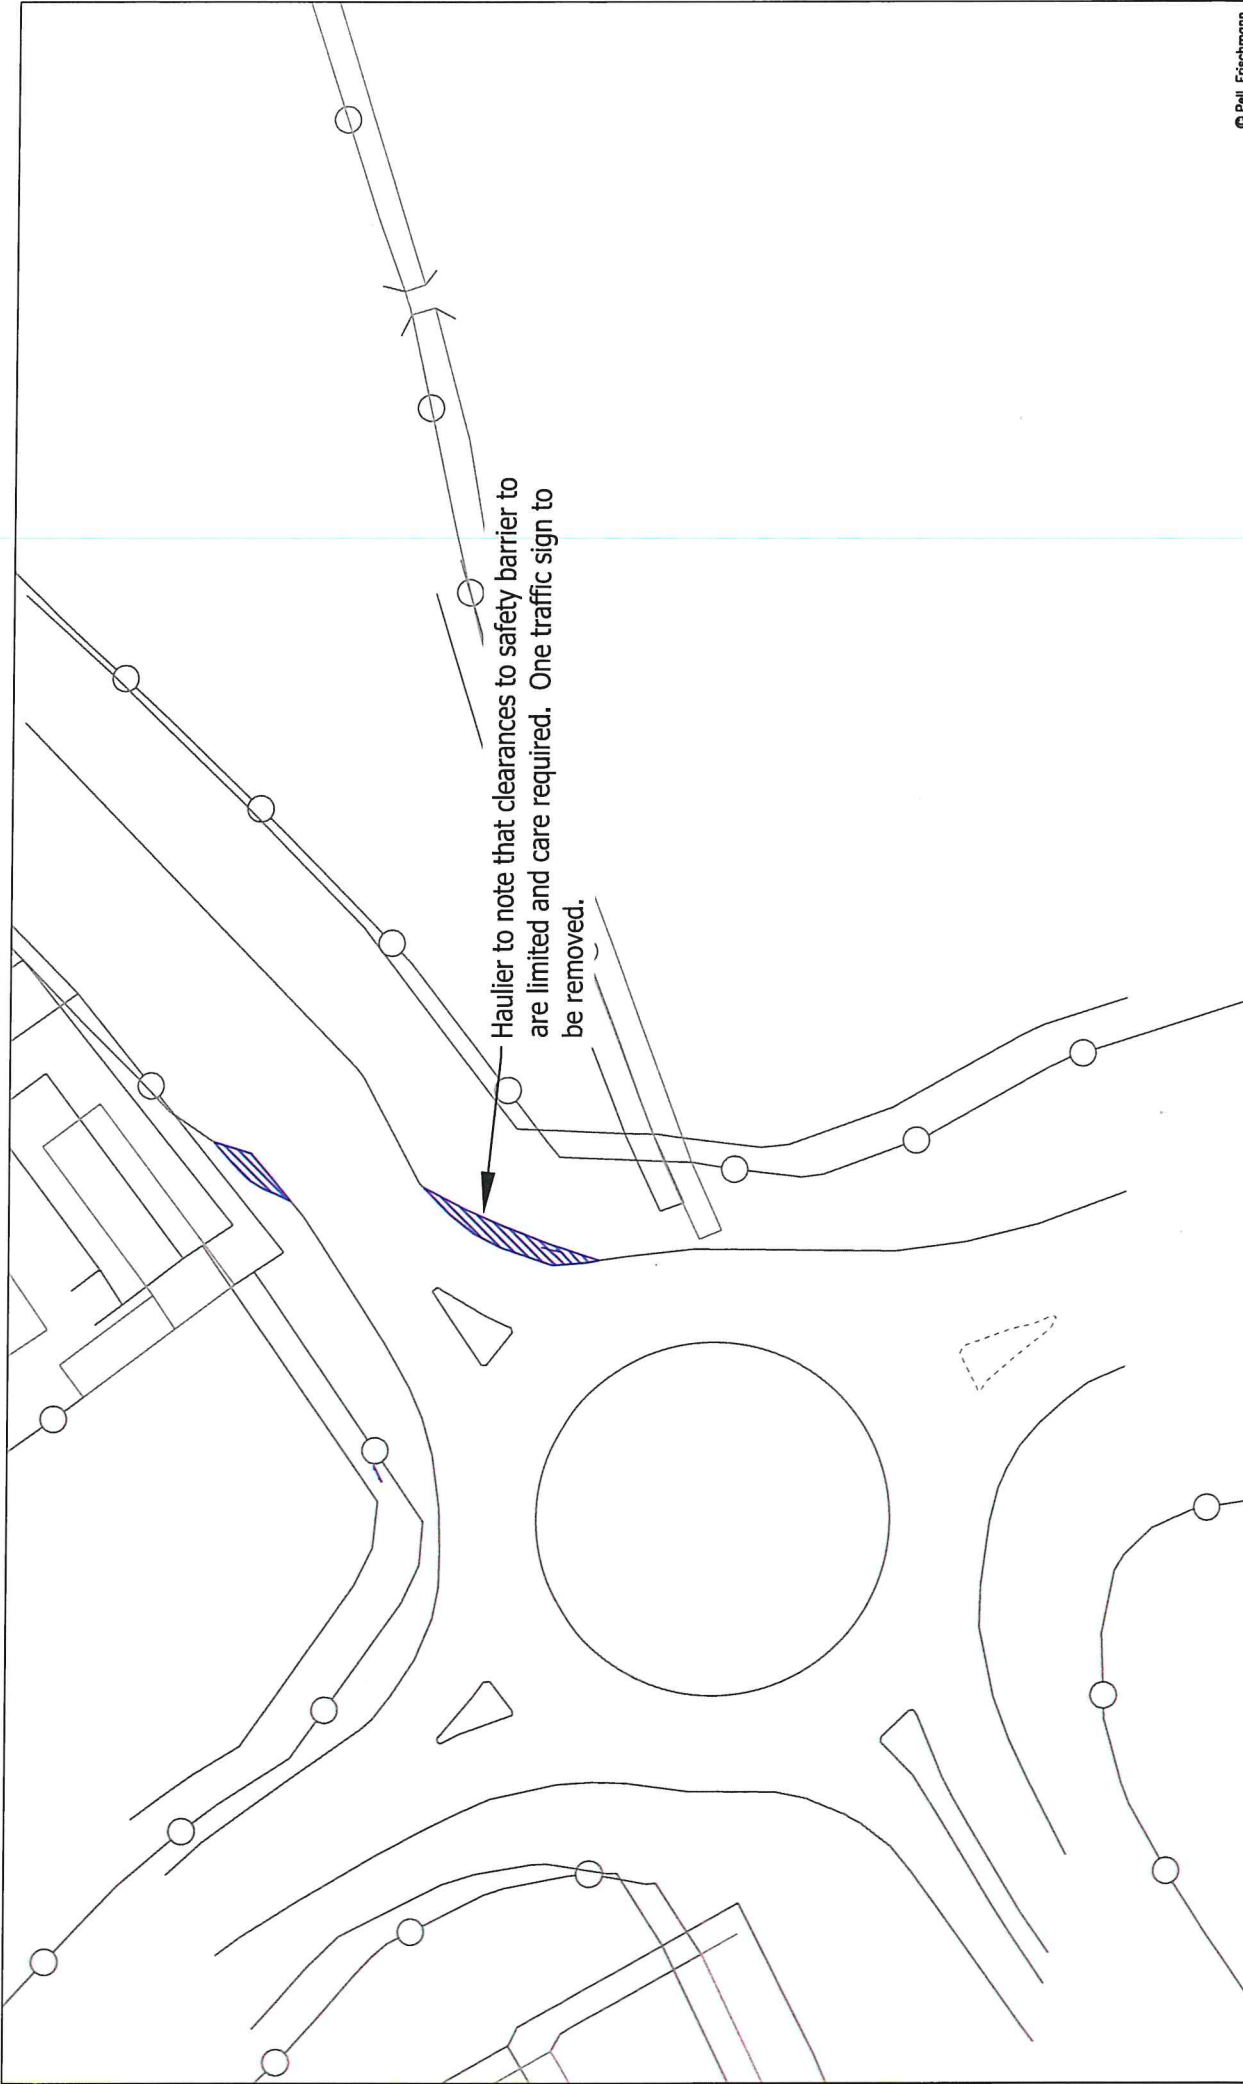 Haulier to note that clearances to safety barrier to
are limited and care required. One traffic sign to
be removed.
© Pell Frischmann